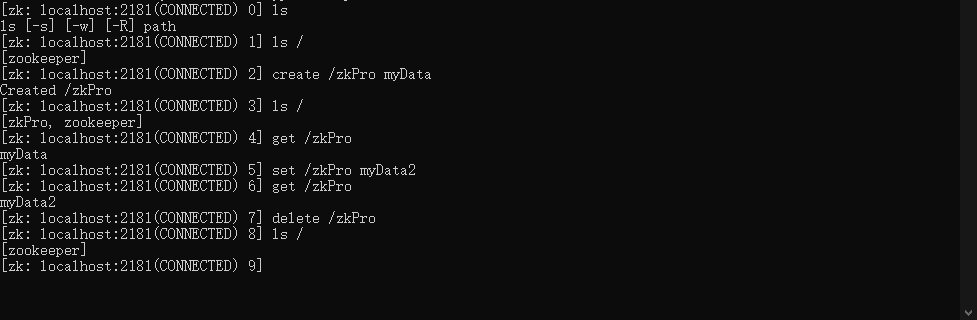 [zk: localhost:2181(CONNECTED) 0] ls
ls [-s] [-w] [-R] path
[zk: localhost:2181(CONNECTED) 1] ls /
[zookeeper]
[zk: localhost:2181(CONNECTED) 2] create /zkPro myData
Created /zkPro
[zk: localhost:2181(CONNECTED) 3] ls /
[zkPro, zookeeper]
[zk: localhost:2181(CONNECTED) 4] get /zkPro
myData
[zk: localhost:2181(CONNECTED) 5] set /zkPro myData2
[zk: localhost:2181(CONNECTED) 6] get /zkPro
myData2
[zk: localhost:2181(CONNECTED) 7] delete /zkPro
[zk: localhost:2181(CONNECTED) 8] ls /
[zookeeper]
[zk: localhost:2181(CONNECTED) 9]